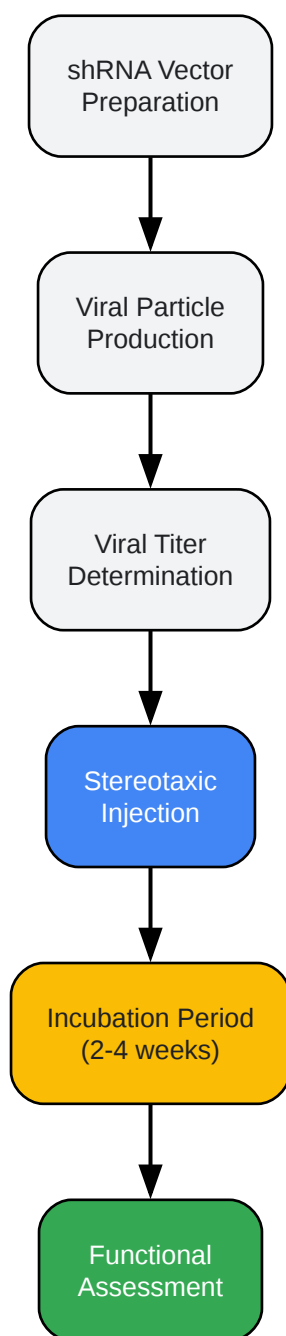 shRNA Vector
Preparation
Viral Particle
Production
Viral Titer
Determination
Stereotaxic
Injection
Incubation Period
(2-4 weeks)
Functional
Assessment